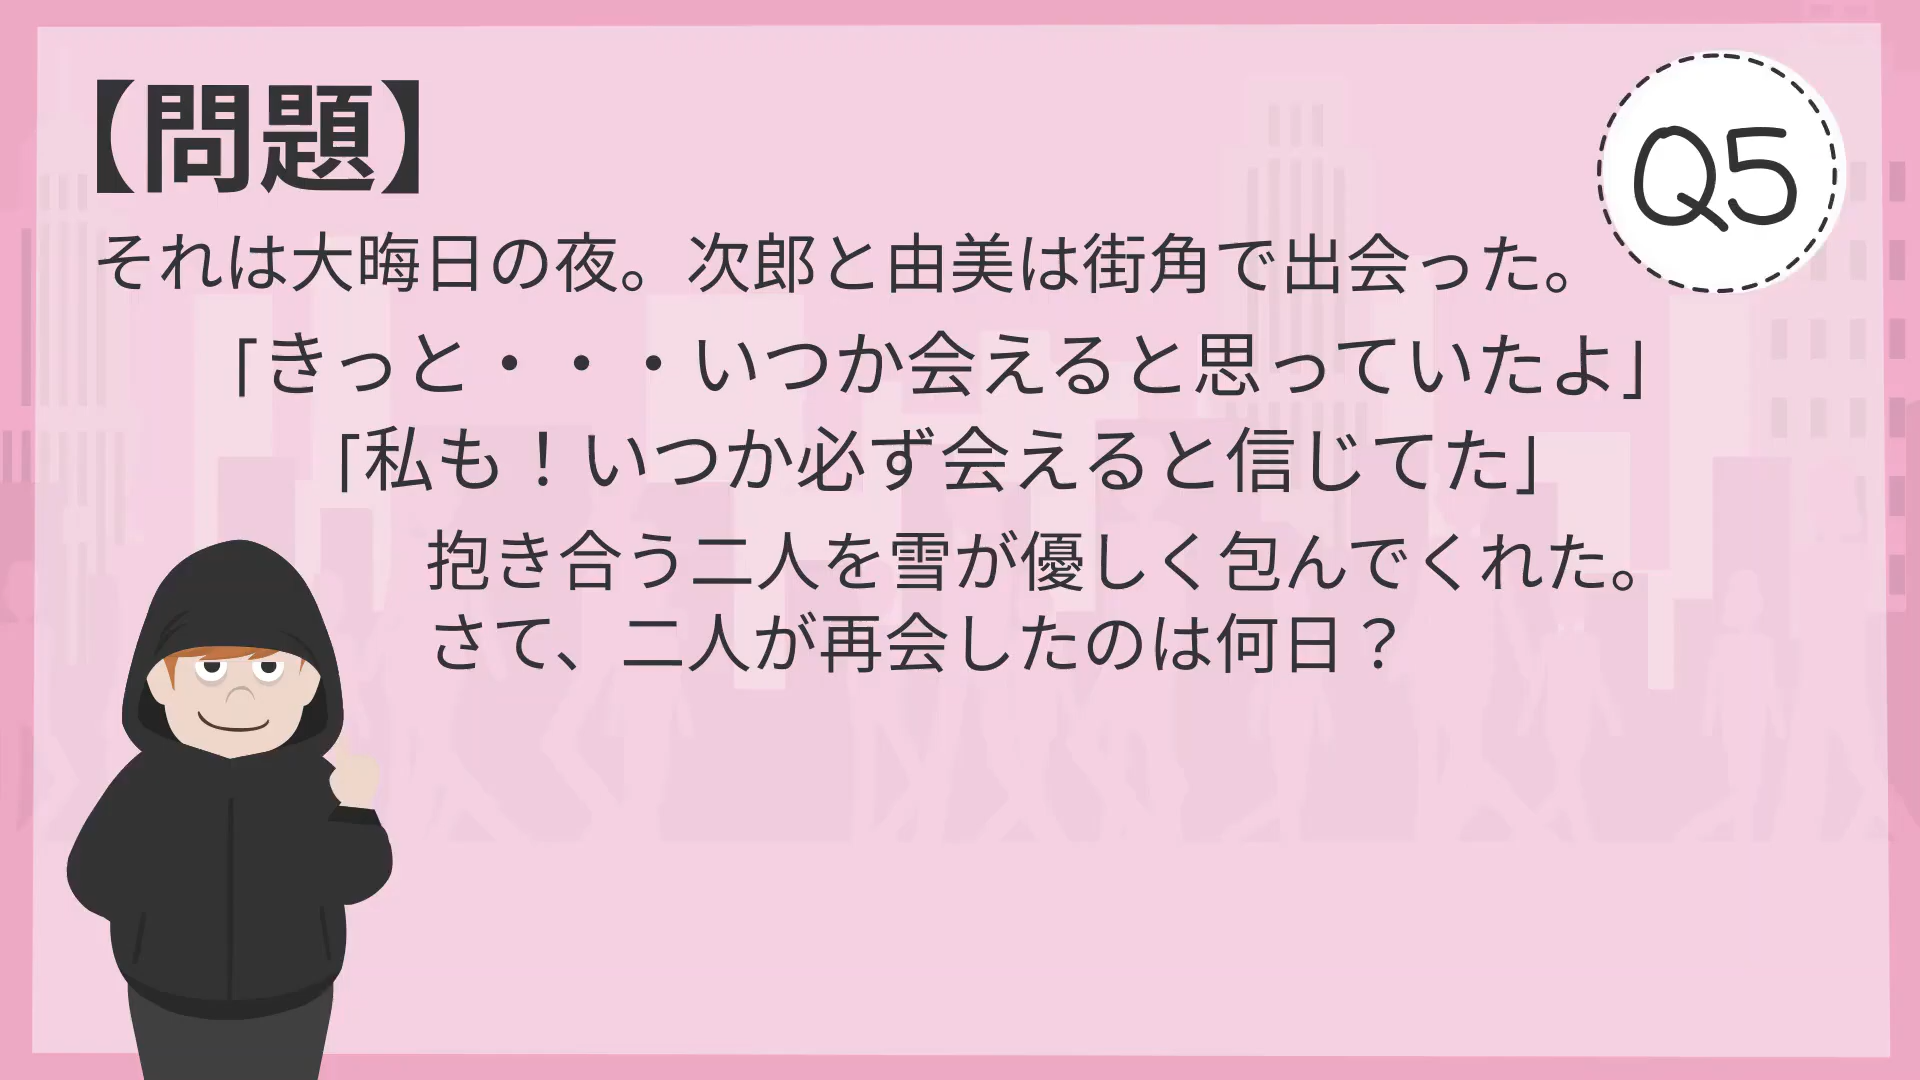 【問題】
Q5
それは大晦日の夜。次郎と由美は街角で出会った。
「きっと・・・いつか会えると思っていたよ」
「私も！いつか必ず会えると信じてた」
抱き合う二人を雪が優しく包んでくれた。
さて、二人が再会したのは何日？